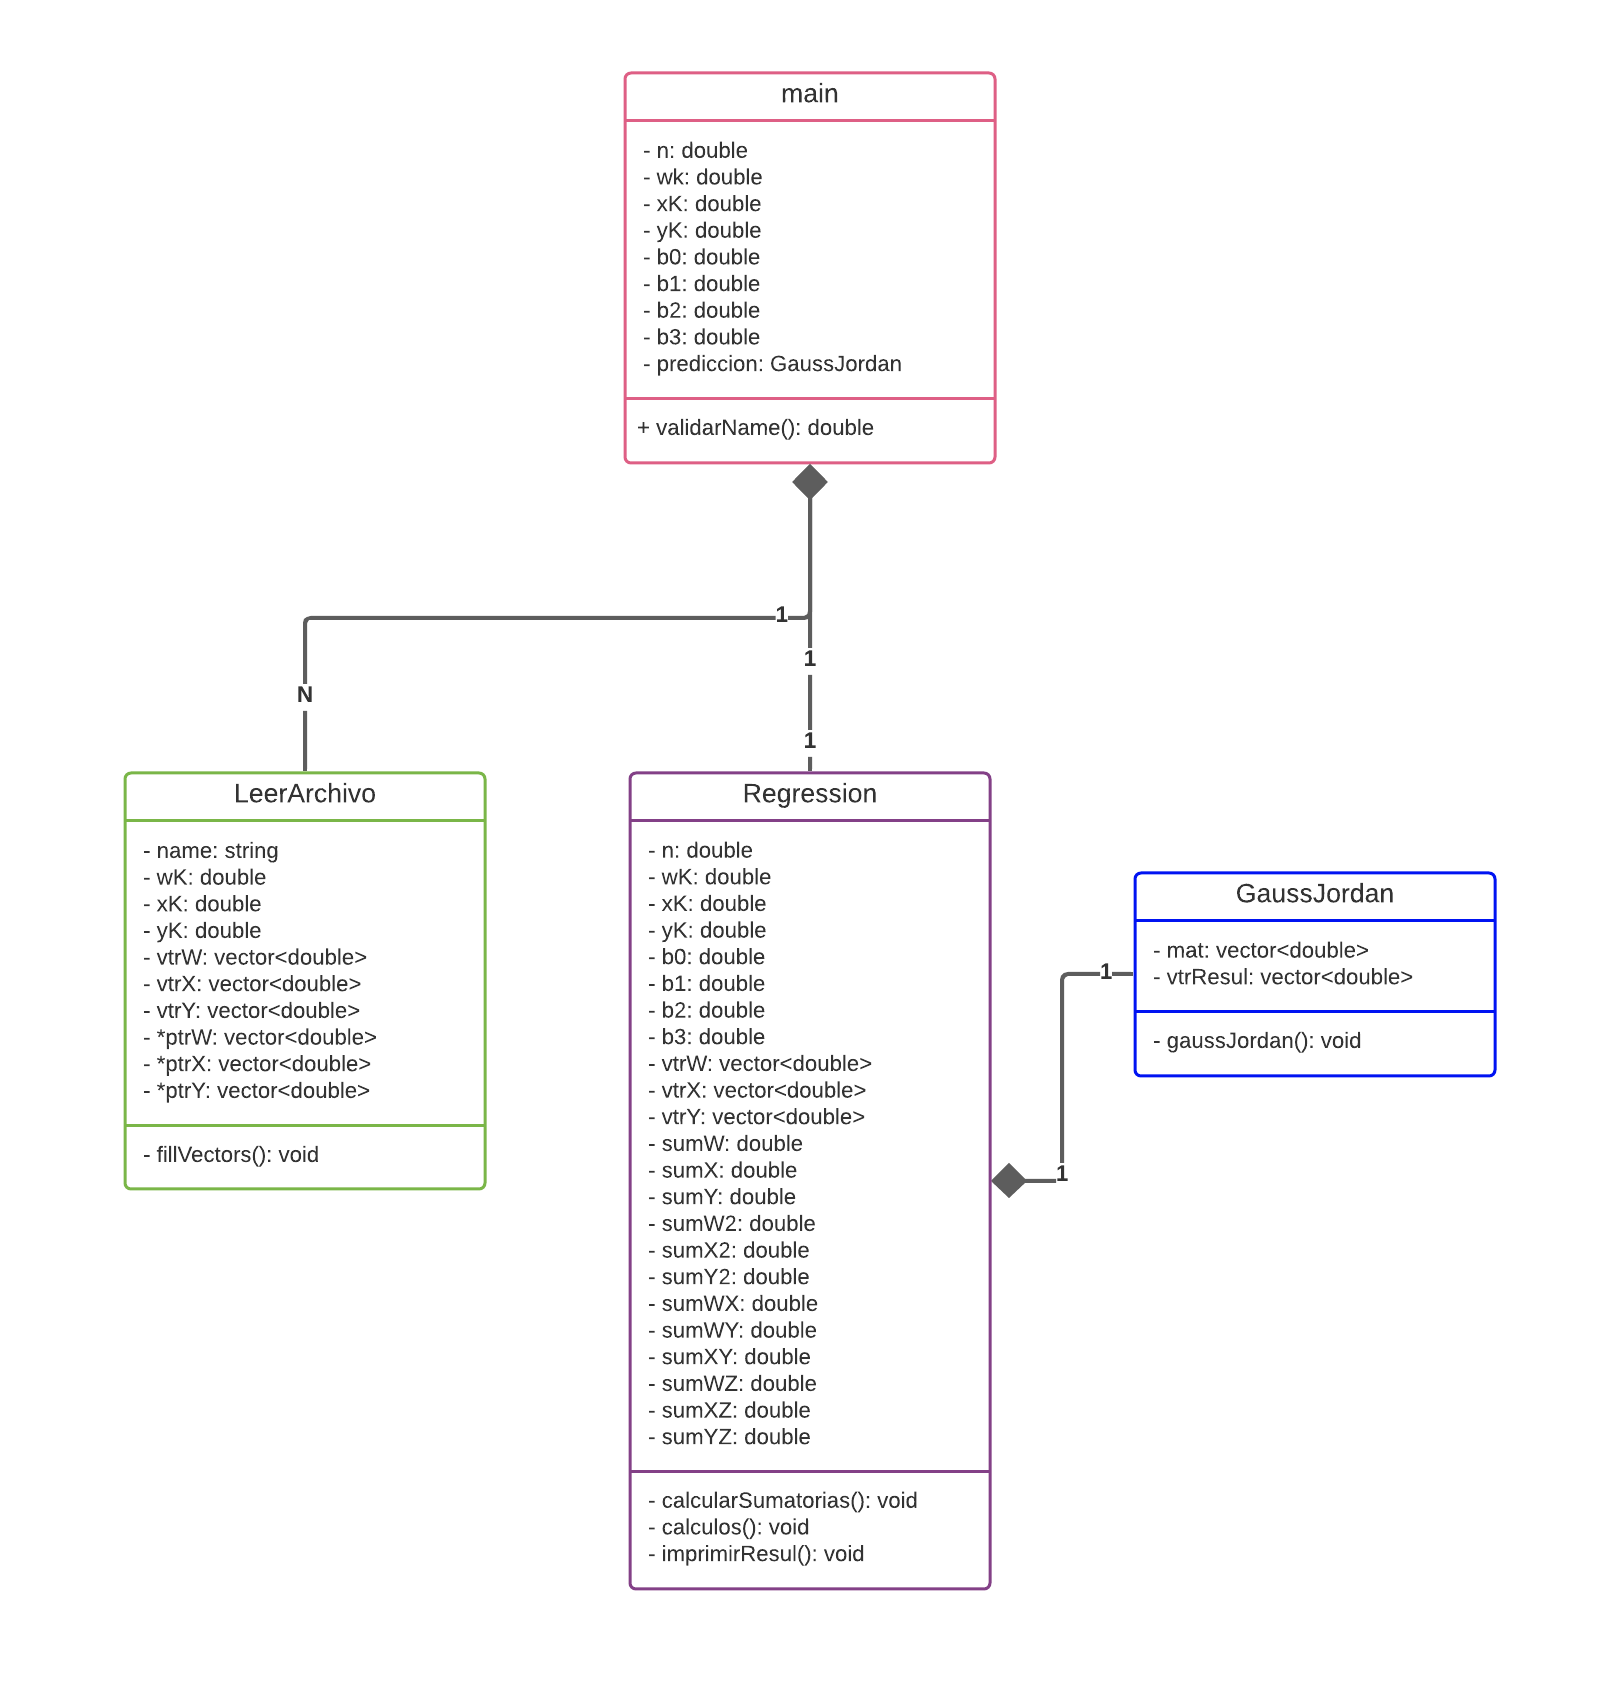 main
- n: double
- wk: double
- xK: double
- yK: double
- b0: double
- b1: double
- b2: double
- b3: double
- prediccion: GaussJordan
+ validarName(): double
1
1
N
1
LeerArchivo
- name: string
- wK: double
- xK: double
- yK: double
- vtrW: vector<double>
- vtrX: vector<double>
- vtrY: vector<double>
- *ptrW: vector<double>
- *ptrX: vector<double>
- *ptrY: vector<double>
- fillVectors(): void
Regression
- n: double
- wK: double
- xK: double
- yK: double
- b0: double
- b1: double
- b2: double
- b3: double
- vtrW: vector<double>
- vtrX: vector<double>
- vtrY: vector<double>
- sumW: double
- sumX: double
- sumY: double
- sumW2: double
- sumX2: double
- sumY2: double
- sumWX: double
- sumWY: double
- sumXY: double
- sumWZ: double
- sumXZ: double
- sumYZ: double
- calcularSumatorias(): void
- calculos(): void
- imprimirResul(): void
1
1
GaussJordan
- mat: vector<double>
- vtrResul: vector<double>
- gaussJordan(): void